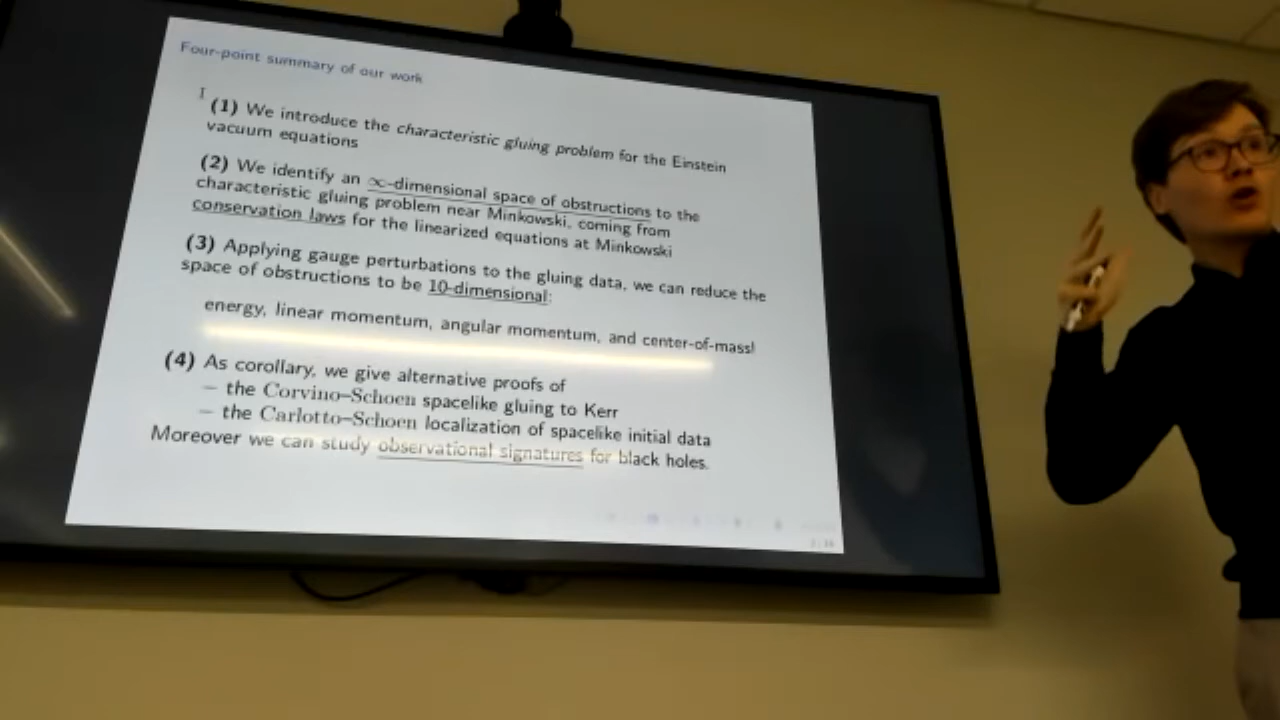 Four-point summary of our work
(1) We introduce the characteristic gluing problem for the Einstein
vacuum equations
(2) We identify an ∞-dimensional space of obstructions to the
characteristic gluing problem near Minkowski, coming from
conservation laws for the linearized equations at Minkowski
(3) Applying gauge perturbations to the gluing data, we can reduce the
space of obstructions to be 10-dimensional:
energy, linear momentum, angular momentum, and center-of-mass!
(4) As corollary, we give alternative proofs of
– the Corvino–Schoen spacelike gluing to Kerr
– the Carlotto–Schoen localization of spacelike initial data
Moreover we can study observational signatures for black holes.